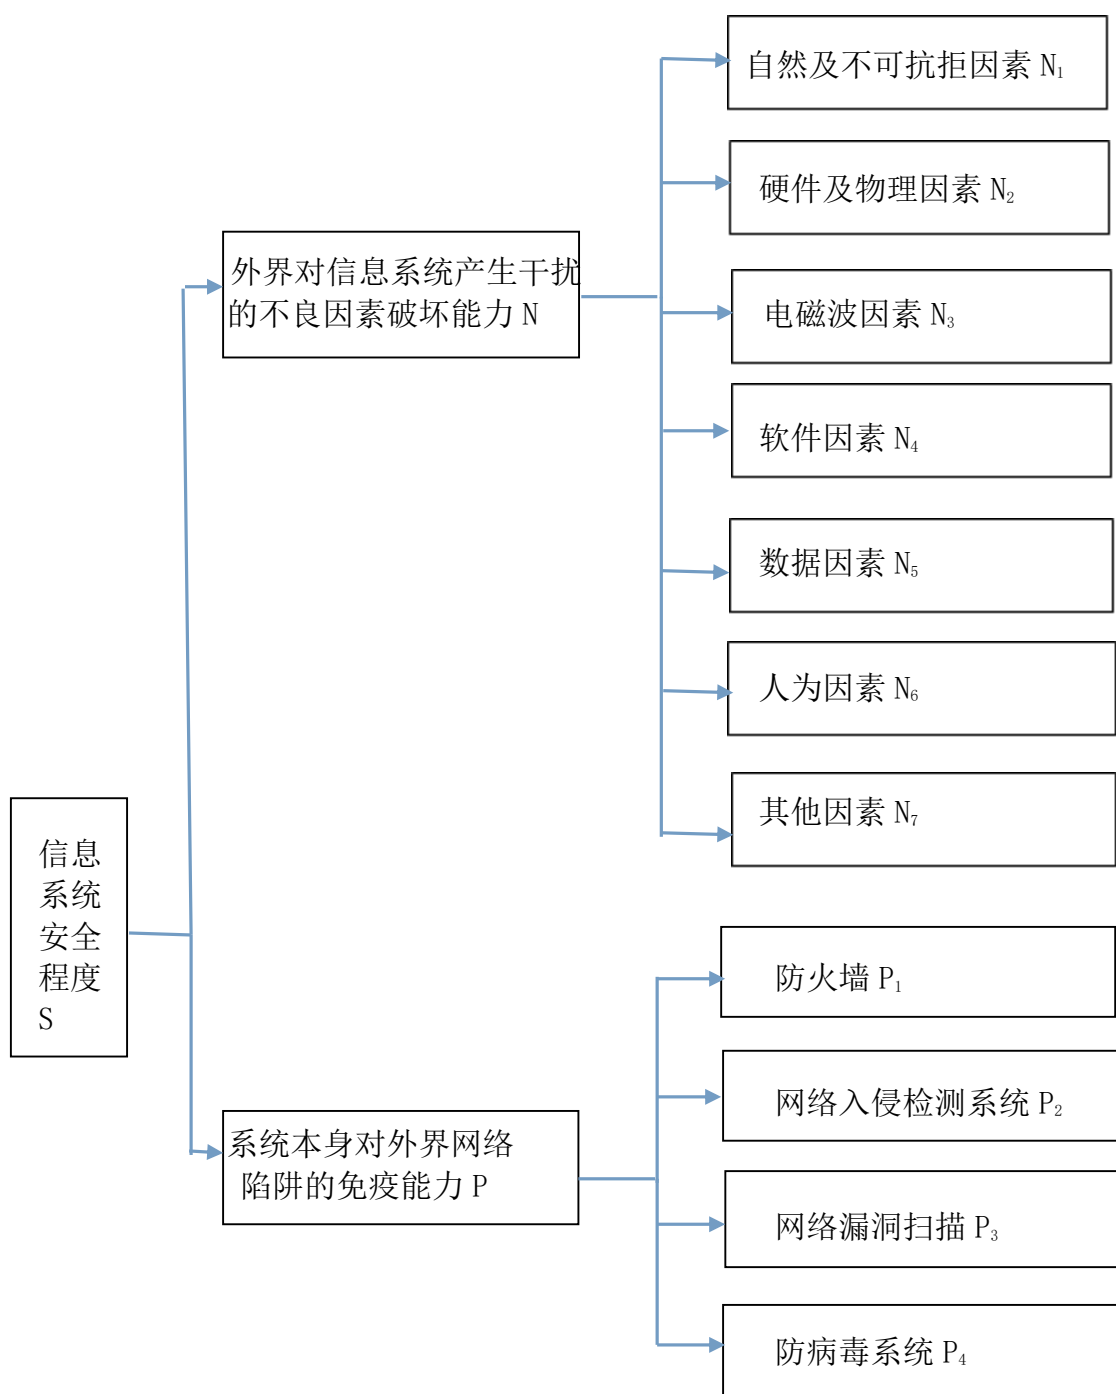 自然及不可抗拒因素 N₁
硬件及物理因素 N₂
外界对信息系统产生干扰
的不良因素破坏能力 N
电磁波因素 N₃
软件因素 N₄
数据因素 N₅
人为因素 N₆
其他因素 N₇
信息
系统
安全
程度
S
防火墙 P₁
网络入侵检测系统 P₂
系统本身对外界网络
陷阱的免疫能力 P
网络漏洞扫描 P₃
防病毒系统 P₄